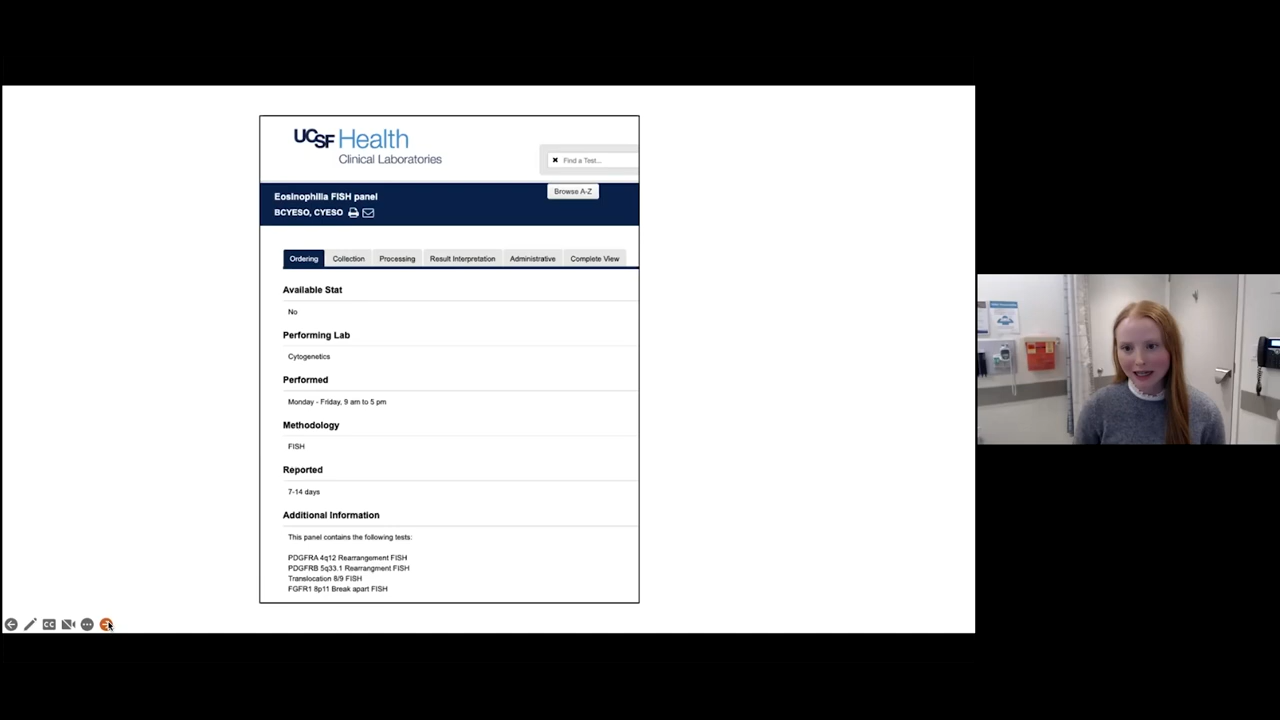 UCSF Health
Clinical Laboratories
Find a Test...
Browse A-Z
Eosinophilia FISH panel
BCYESO, CYESO
Ordering Collection Processing Result Interpretation Administrative Complete View
Available Stat
No
Performing Lab
Cytogenetics
Performed
Monday - Friday, 9 am to 5 pm
Methodology
FISH
Reported
7-14 days
Additional Information
This panel contains the following tests:
PDGFRA 4q12 Rearrangement FISH
PDGFRB 5q33.1 Rearrangment FISH
Translocation 8/9 FISH
FGFR1 8p11 Break apart FISH
CC